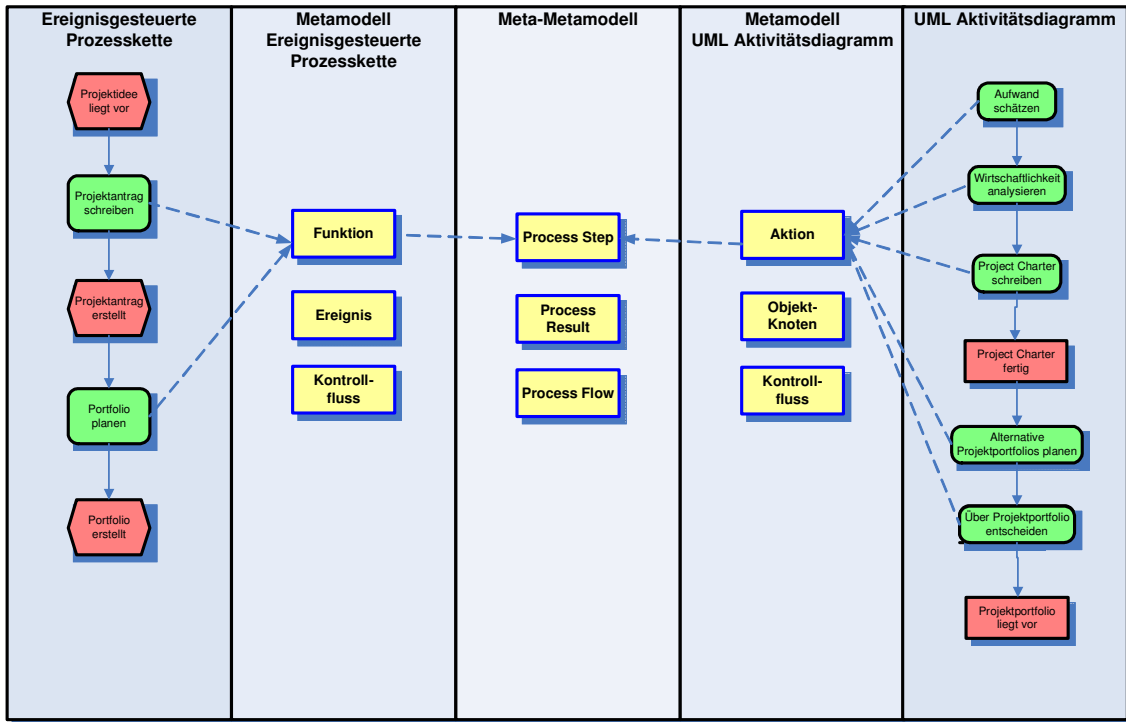 Ereignisgesteuerte
Prozesskette
Projektidee
liegt vor
Projektantrag
schreiben
Projektantrag
erstellt
Portfolio
planen
Portfolio
erstellt
Metamodell
Ereignisgesteuerte
Prozesskette
Funktion
Ereignis
Kontroll-
fluss
Meta-Metamodell
Process Step
Process
Result
Process Flow
Metamodell
UML Aktivitätsdiagramm
Aktion
Objekt-
Knoten
Kontroll-
fluss
UML Aktivitätsdiagramm
Aufwand
schätzen
Wirtschaftlichkeit
analysieren
Project Charter
schreiben
Project Charter
fertig
Alternative
Projektportfolios planen
Über Projektportfolio
entscheiden
Projektportfolio
liegt vor